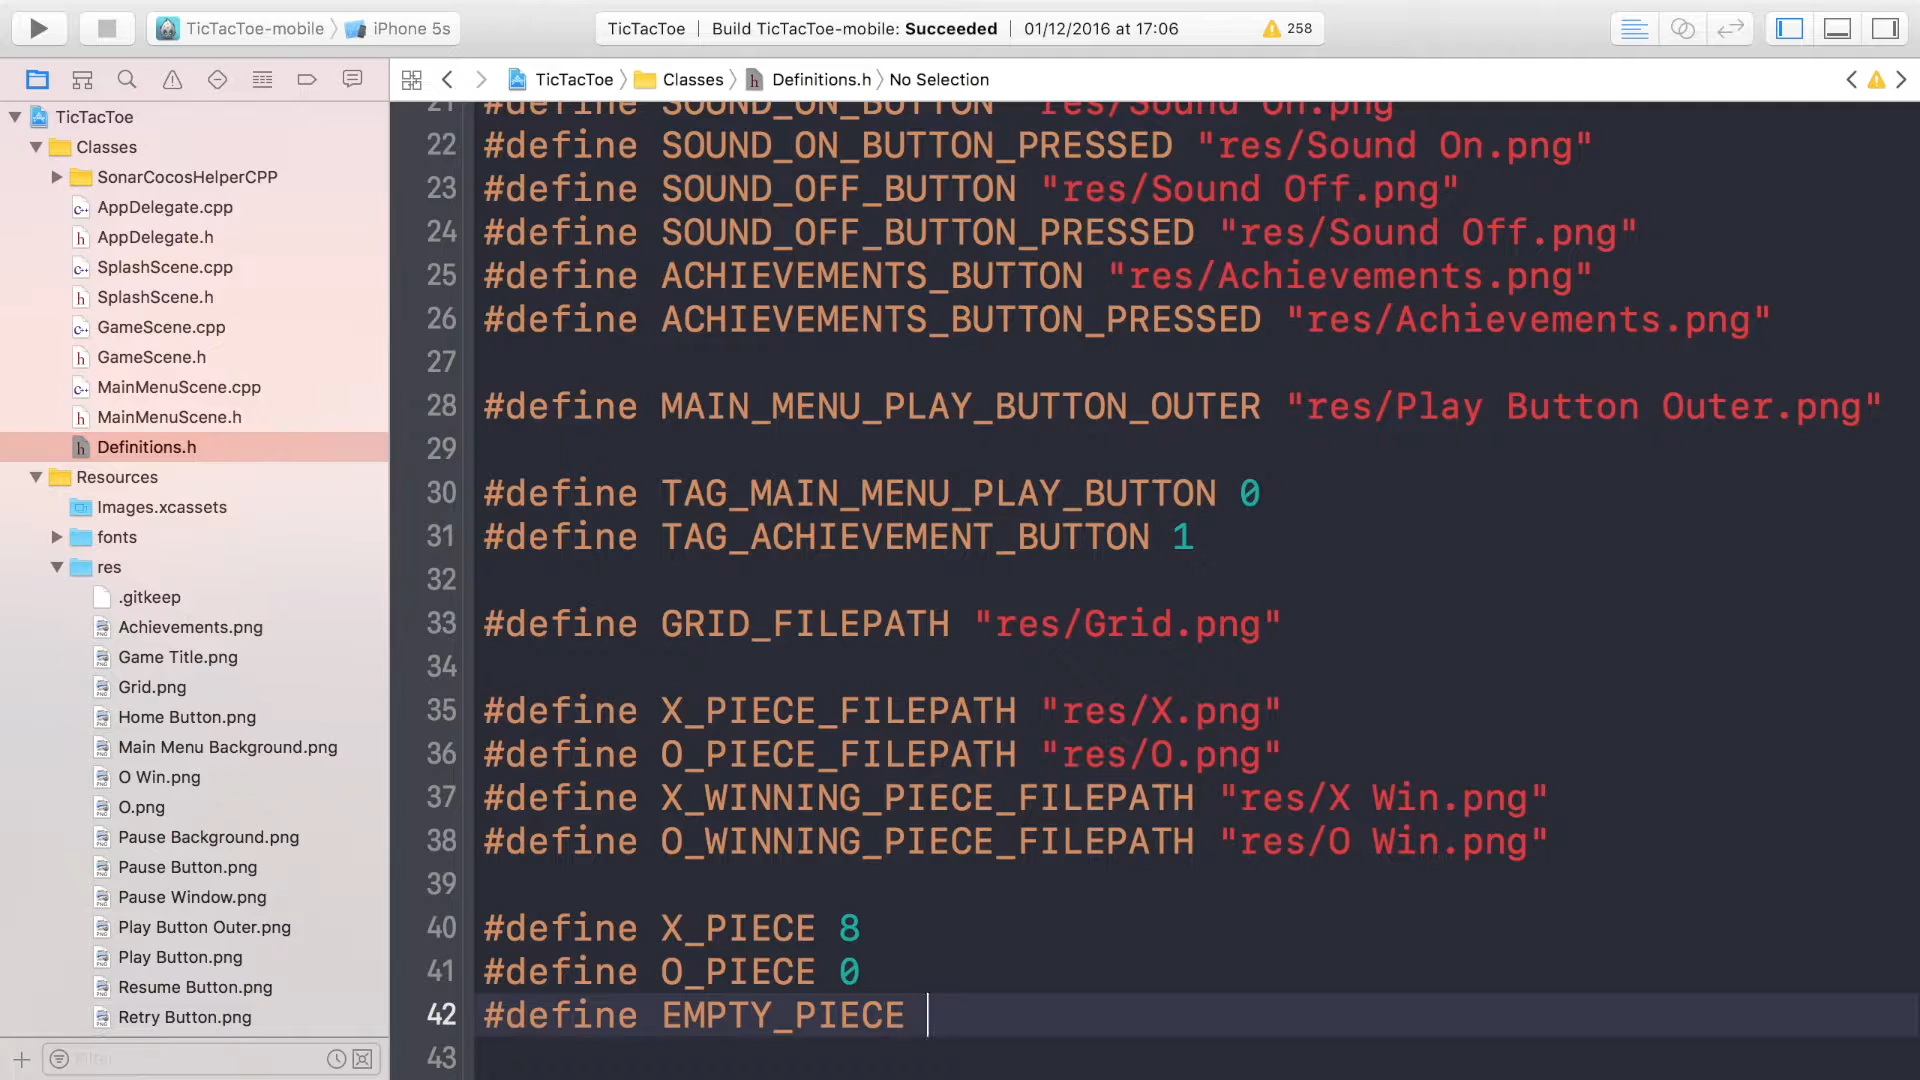 TicTacToe-mobile
iPhone 5s
TicTacToe
Build TicTacToe-mobile: Succeeded
01/12/2016 at 17:06
258
TicTacToe
Classes
Definitions.h
No Selection
TicTacToe
Classes
SonarCocosHelperCPP
AppDelegate.cpp
AppDelegate.h
SplashScene.cpp
SplashScene.h
GameScene.cpp
GameScene.h
MainMenuScene.cpp
MainMenuScene.h
Definitions.h
Resources
Images.xcassets
fonts
res
.gitkeep
Achievements.png
Game Title.png
Grid.png
Home Button.png
Main Menu Background.png
O Win.png
O.png
Pause Background.png
Pause Button.png
Pause Window.png
Play Button Outer.png
Play Button.png
Resume Button.png
Retry Button.png
Filter
21 #define SOUND_ON_BUTTON "res/Sound On.png"
22 #define SOUND_ON_BUTTON_PRESSED "res/Sound On.png"
23 #define SOUND_OFF_BUTTON "res/Sound Off.png"
24 #define SOUND_OFF_BUTTON_PRESSED "res/Sound Off.png"
25 #define ACHIEVEMENTS_BUTTON "res/Achievements.png"
26 #define ACHIEVEMENTS_BUTTON_PRESSED "res/Achievements.png"
27
28 #define MAIN_MENU_PLAY_BUTTON_OUTER "res/Play Button Outer.png"
29
30 #define TAG_MAIN_MENU_PLAY_BUTTON 0
31 #define TAG_ACHIEVEMENT_BUTTON 1
32
33 #define GRID_FILEPATH "res/Grid.png"
34
35 #define X_PIECE_FILEPATH "res/X.png"
36 #define O_PIECE_FILEPATH "res/O.png"
37 #define X_WINNING_PIECE_FILEPATH "res/X Win.png"
38 #define O_WINNING_PIECE_FILEPATH "res/O Win.png"
39
40 #define X_PIECE 8
41 #define O_PIECE 0
42 #define EMPTY_PIECE
43